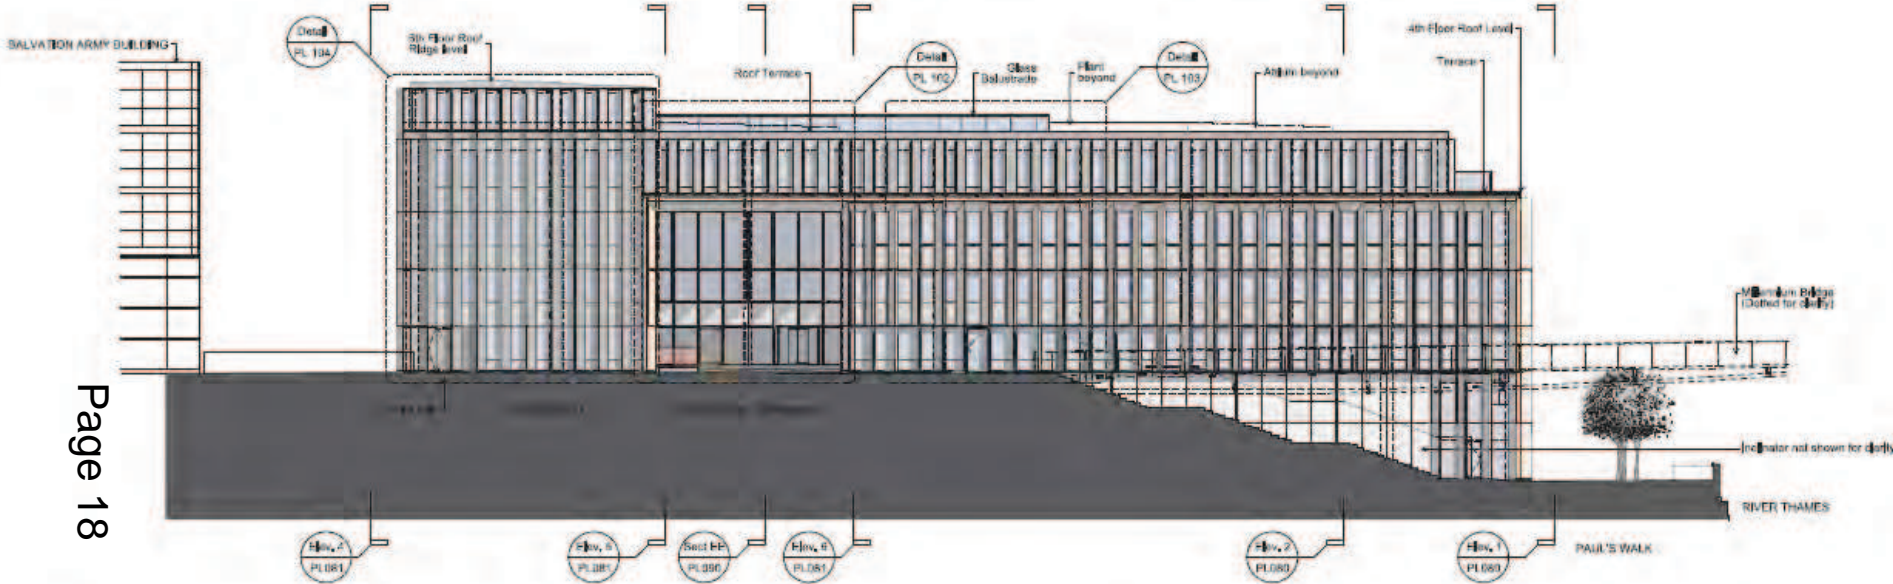 SALVATION ARMY BUILDING
Detail
PL 104
6th Floor Roof
Ridge level
Roof Terrace
Detail
PL 102
Glass
Balustrade
Plant
beyond
Detail
PL 103
Atrium beyond
4th Floor Roof Level
Terrace
Millennium Bridge
(Dotted for clarity)
Inclinator not shown for clarity
RIVER THAMES
PAUL'S WALK
Elev. 4
PL081
Elev. 5
PL081
Sect EE
PL090
Elev. 6
PL081
Elev. 2
PL080
Elev. 1
PL080
Page 18